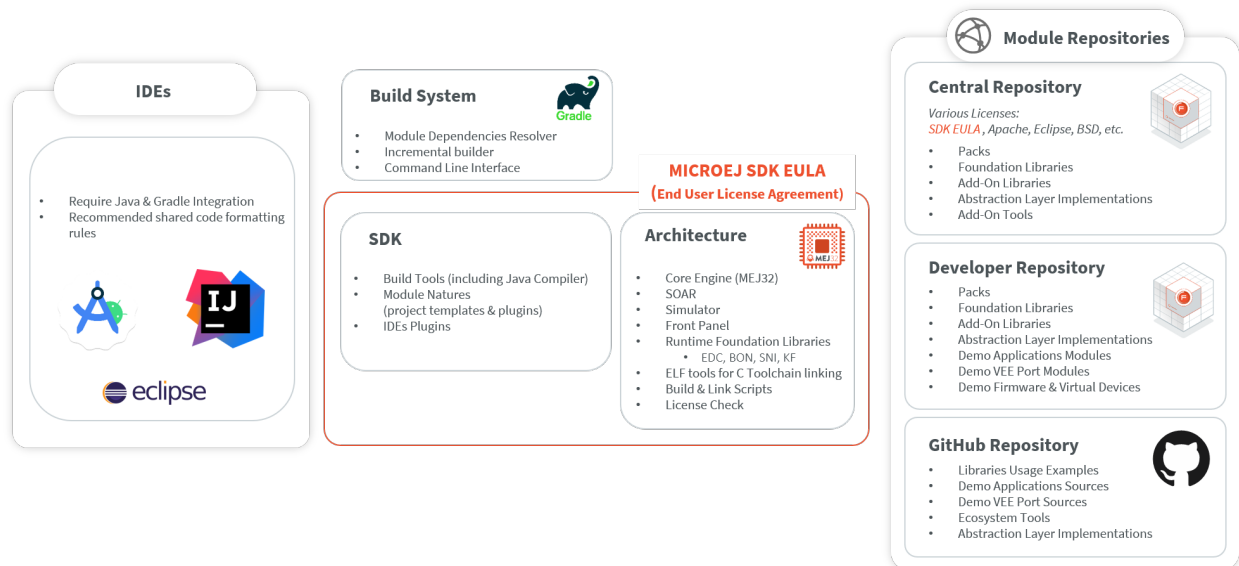 IDEs
• Require Java & Gradle Integration
• Recommended shared code formatting
rules
IJ
eclipse
Build System
Gradle
• Module Dependencies Resolver
• Incremental builder
• Command Line Interface
MICROEJ SDK EULA
(End User License Agreement)
SDK
• Build Tools (including Java Compiler)
• Module Natures
(project templates & plugins)
• IDEs Plugins
Architecture
MEJ32
• Core Engine (MEJ32)
• SOAR
• Simulator
• Front Panel
• Runtime Foundation Libraries
• EDC, BON, SNI, KF
• ELF tools for C Toolchain linking
• Build & Link Scripts
• License Check
Module Repositories
Central Repository
Various Licenses:
SDK EULA , Apache, Eclipse, BSD, etc.
• Packs
• Foundation Libraries
• Add-On Libraries
• Abstraction Layer Implementations
• Add-On Tools
F
Developer Repository
• Packs
• Foundation Libraries
• Add-On Libraries
• Abstraction Layer Implementations
• Demo Applications Modules
• Demo VEE Port Modules
• Demo Firmware & Virtual Devices
F
GitHub Repository
• Libraries Usage Examples
• Demo Applications Sources
• Demo VEE Port Sources
• Ecosystem Tools
• Abstraction Layer Implementations